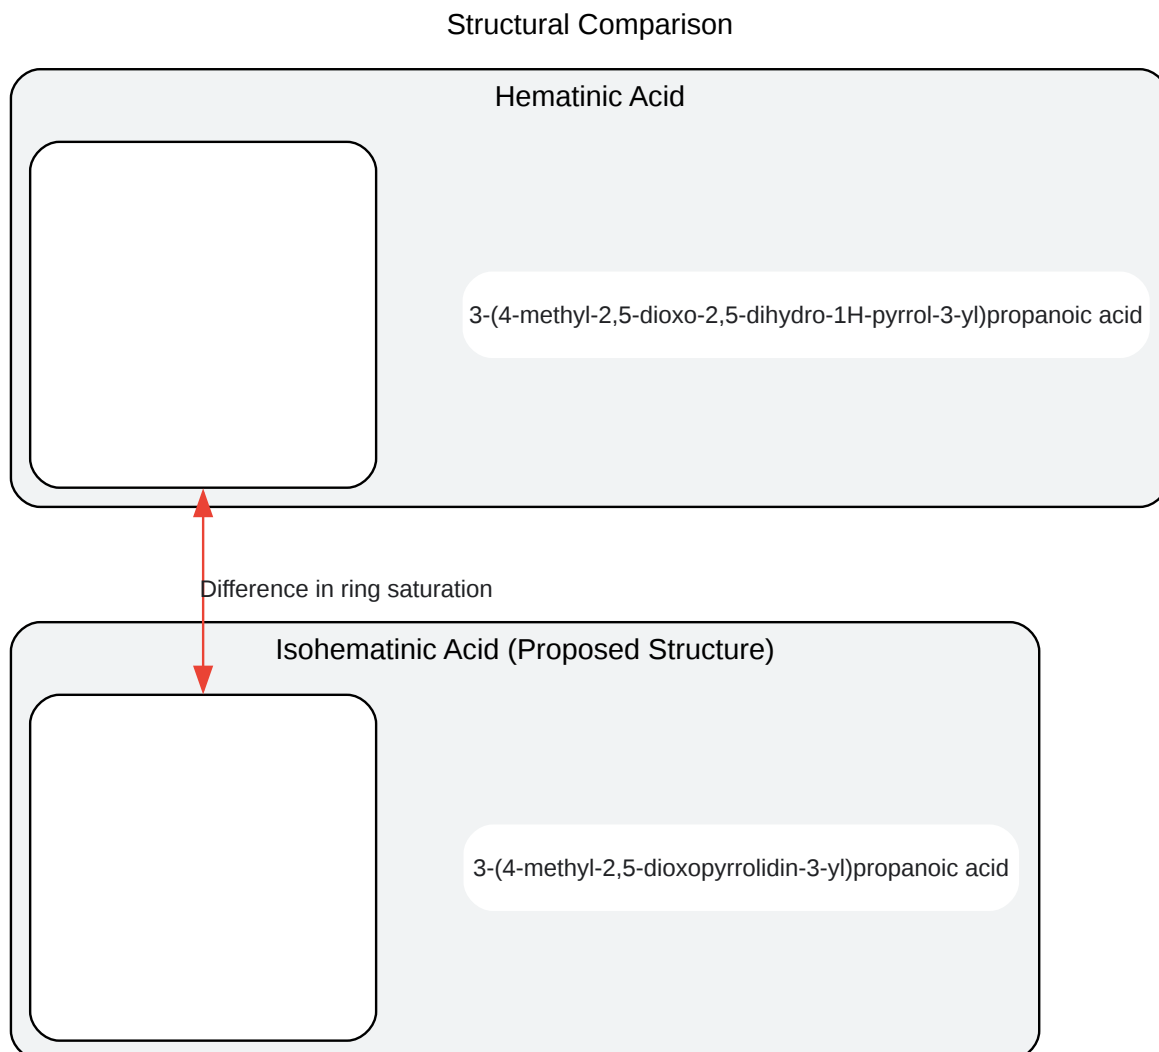 Structural Comparison
Hematinic Acid
3-(4-methyl-2,5-dioxo-2,5-dihydro-1H-pyrrol-3-yl)propanoic acid
Difference in ring saturation
Isohematinic Acid (Proposed Structure)
3-(4-methyl-2,5-dioxopyrrolidin-3-yl)propanoic acid